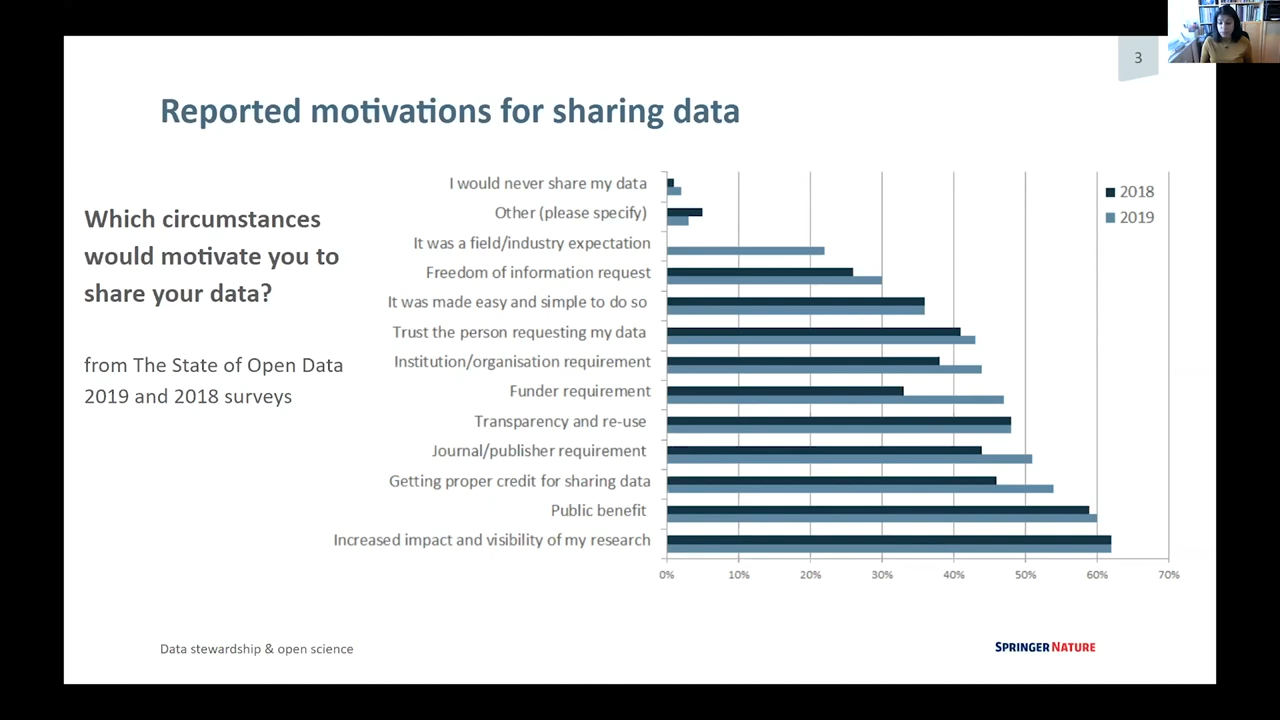 3
Reported motivations for sharing data
Which circumstances
would motivate you to
share your data?
from The State of Open Data
2019 and 2018 surveys
I would never share my data
Other (please specify)
It was a field/industry expectation
Freedom of information request
It was made easy and simple to do so
Trust the person requesting my data
Institution/organisation requirement
Funder requirement
Transparency and re-use
Journal/publisher requirement
Getting proper credit for sharing data
Public benefit
Increased impact and visibility of my research
2018
2019
0% 10% 20% 30% 40% 50% 60% 70%
Data stewardship & open science
SPRINGER NATURE